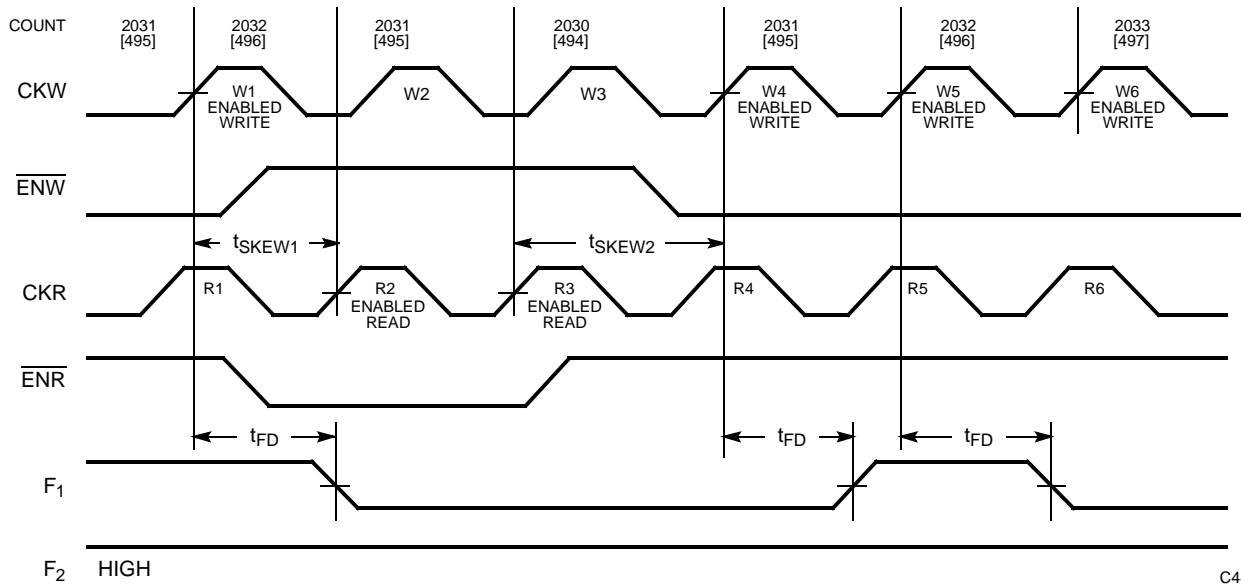 COUNT 2031 2032 2031 2030 2031 2032 2033
[495] [496] [495] [494] [495] [496] [497]
CKW W1 W2 W3 W4 W5 W6
ENABLED ENABLED ENABLED ENABLED
WRITE WRITE WRITE WRITE
ENW
tSKEW1 tSKEW2
CKR R1 R2 R3 R4 R5 R6
ENABLED ENABLED
READ READ
ENR
tFD tFD tFD
F1
F2 HIGH
C4